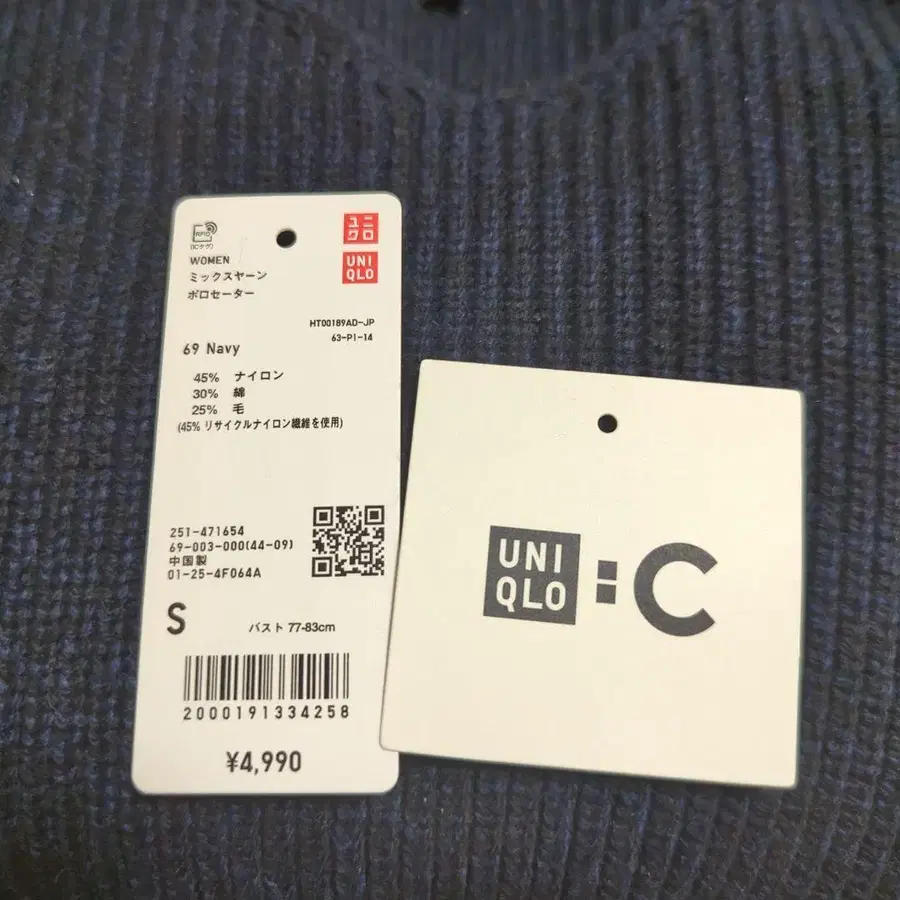 RFID
(ICタグ)
WOMEN
ミックスヤーン
ポロセーター
ユニ
クロ
UNI
QLO
HT00189AD-JP
63-P1-14
69 Navy
45% ナイロン
30% 綿
25% 毛
(45% リサイクルナイロン繊維を使用)
251-471654
69-003-000(44-09)
中国製
01-25-4F064A
S
バスト 77-83cm
2000191334258
¥4,990
UNI
QLO
:C